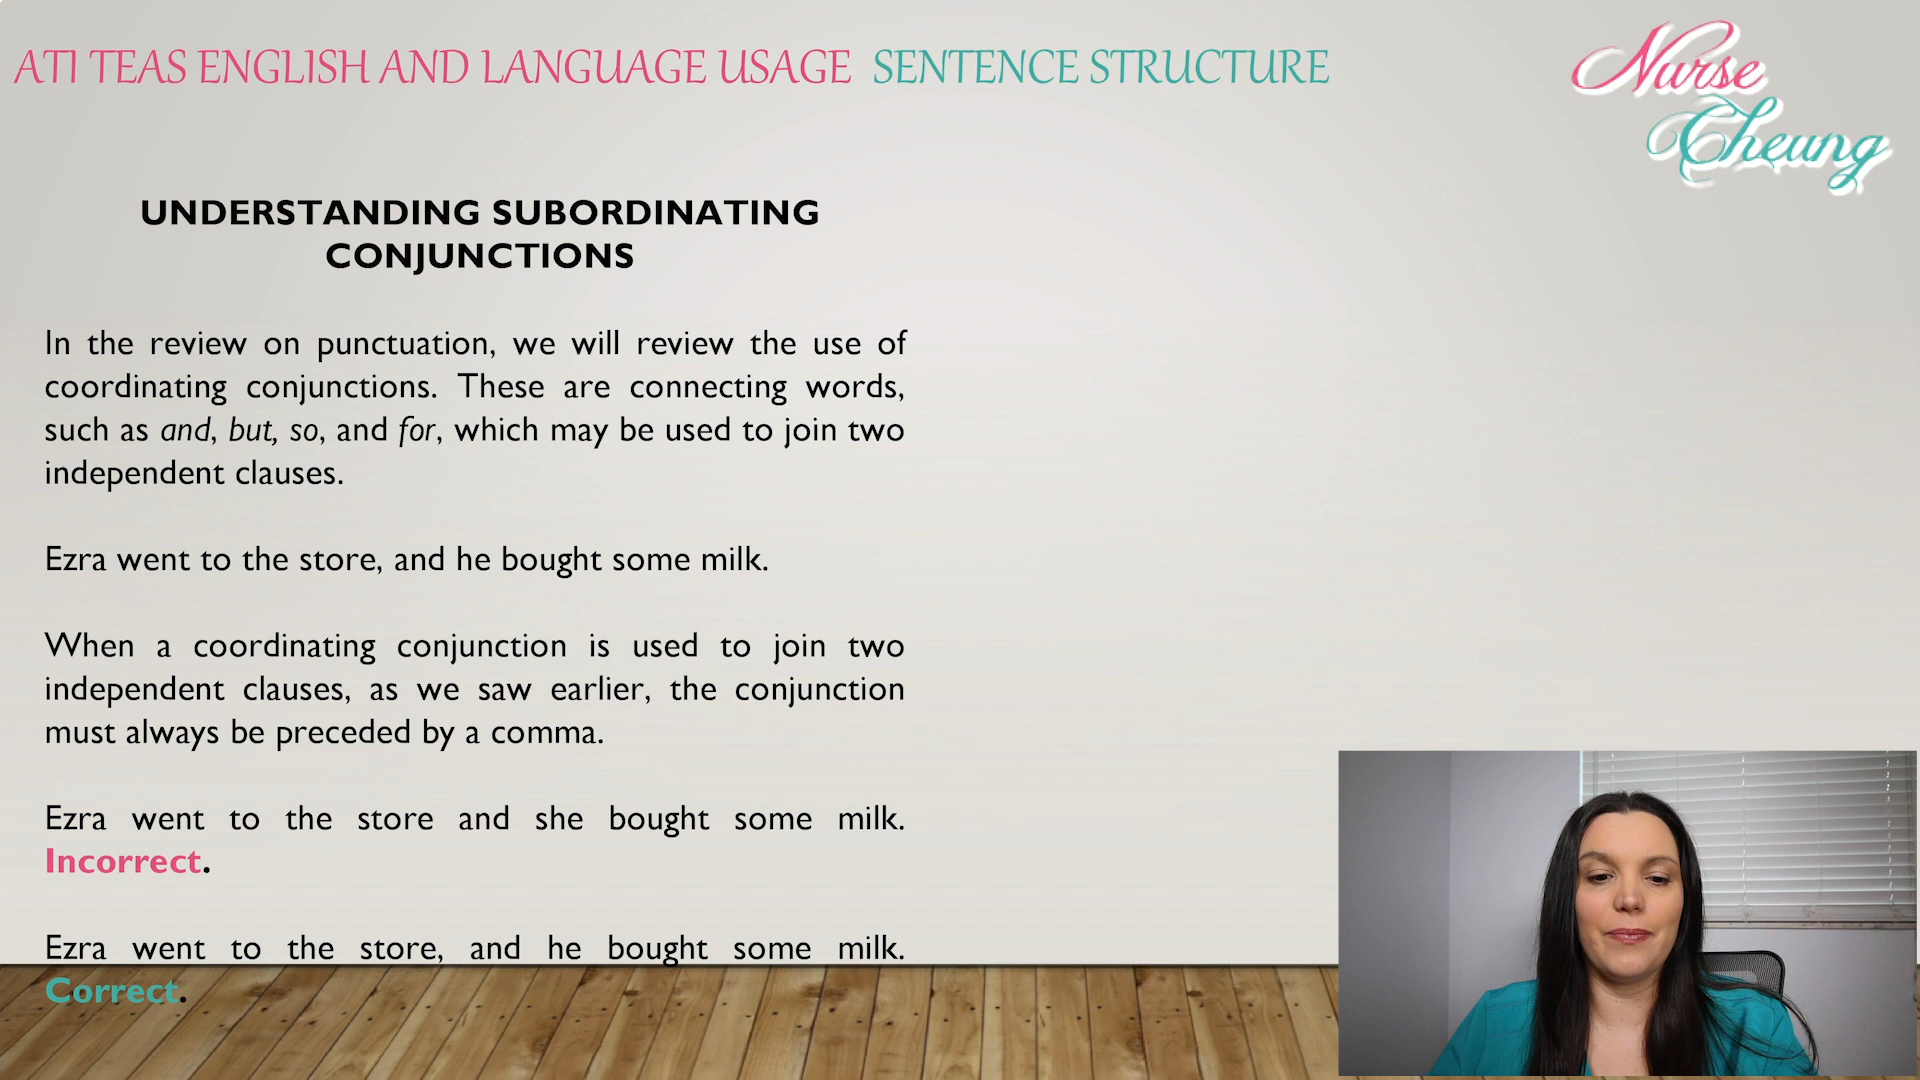 ATI TEAS ENGLISH AND LANGUAGE USAGE SENTENCE STRUCTURE
Nurse
Cheung
UNDERSTANDING SUBORDINATING
CONJUNCTIONS
In the review on punctuation, we will review the use of
coordinating conjunctions. These are connecting words,
such as and, but, so, and for, which may be used to join two
independent clauses.
Ezra went to the store, and he bought some milk.
When a coordinating conjunction is used to join two
independent clauses, as we saw earlier, the conjunction
must always be preceded by a comma.
Ezra went to the store and she bought some milk.
Incorrect.
Ezra went to the store, and he bought some milk.
Correct.